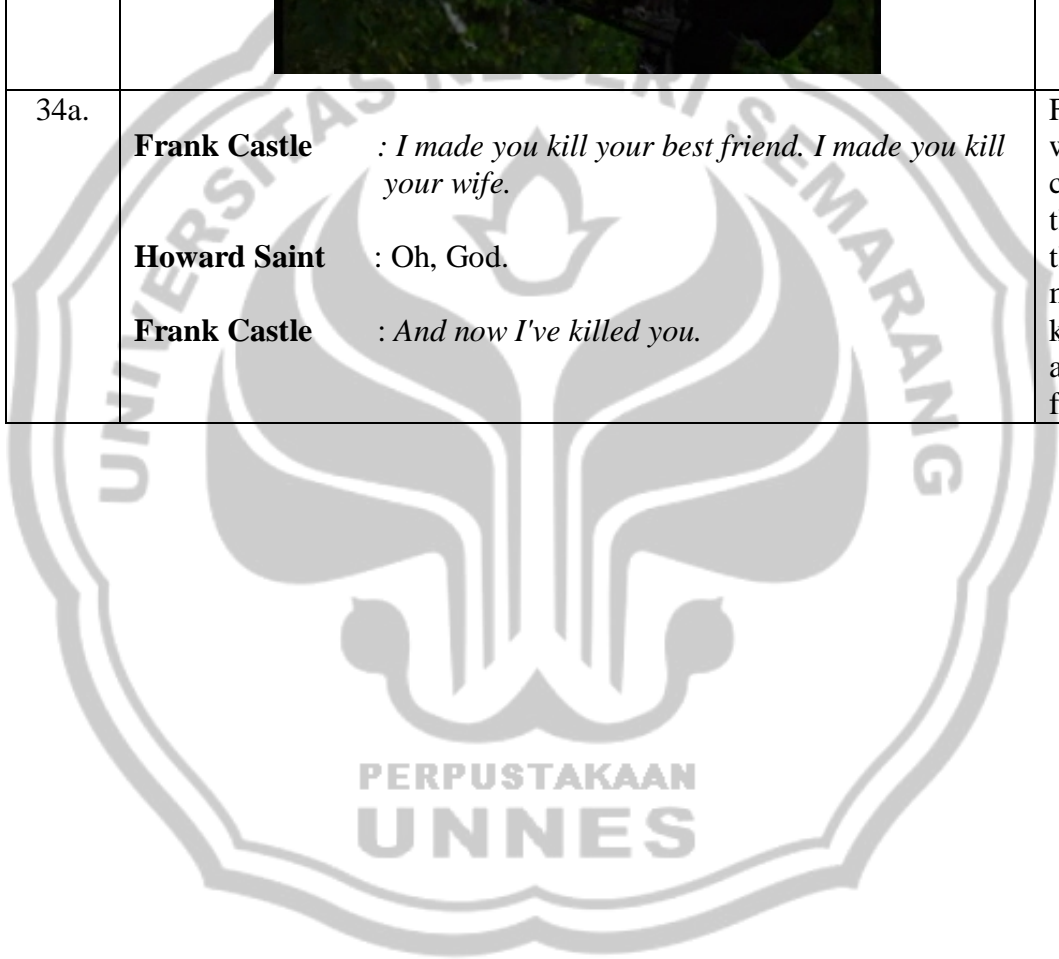 34a.
Frank Castle : I made you kill your best friend. I made you kill
your wife.
Howard Saint : Oh, God.
Frank Castle : And now I've killed you.
UNIVERSITAS NEGERI SEMARANG
PERPUSTAKAAN
UNNES